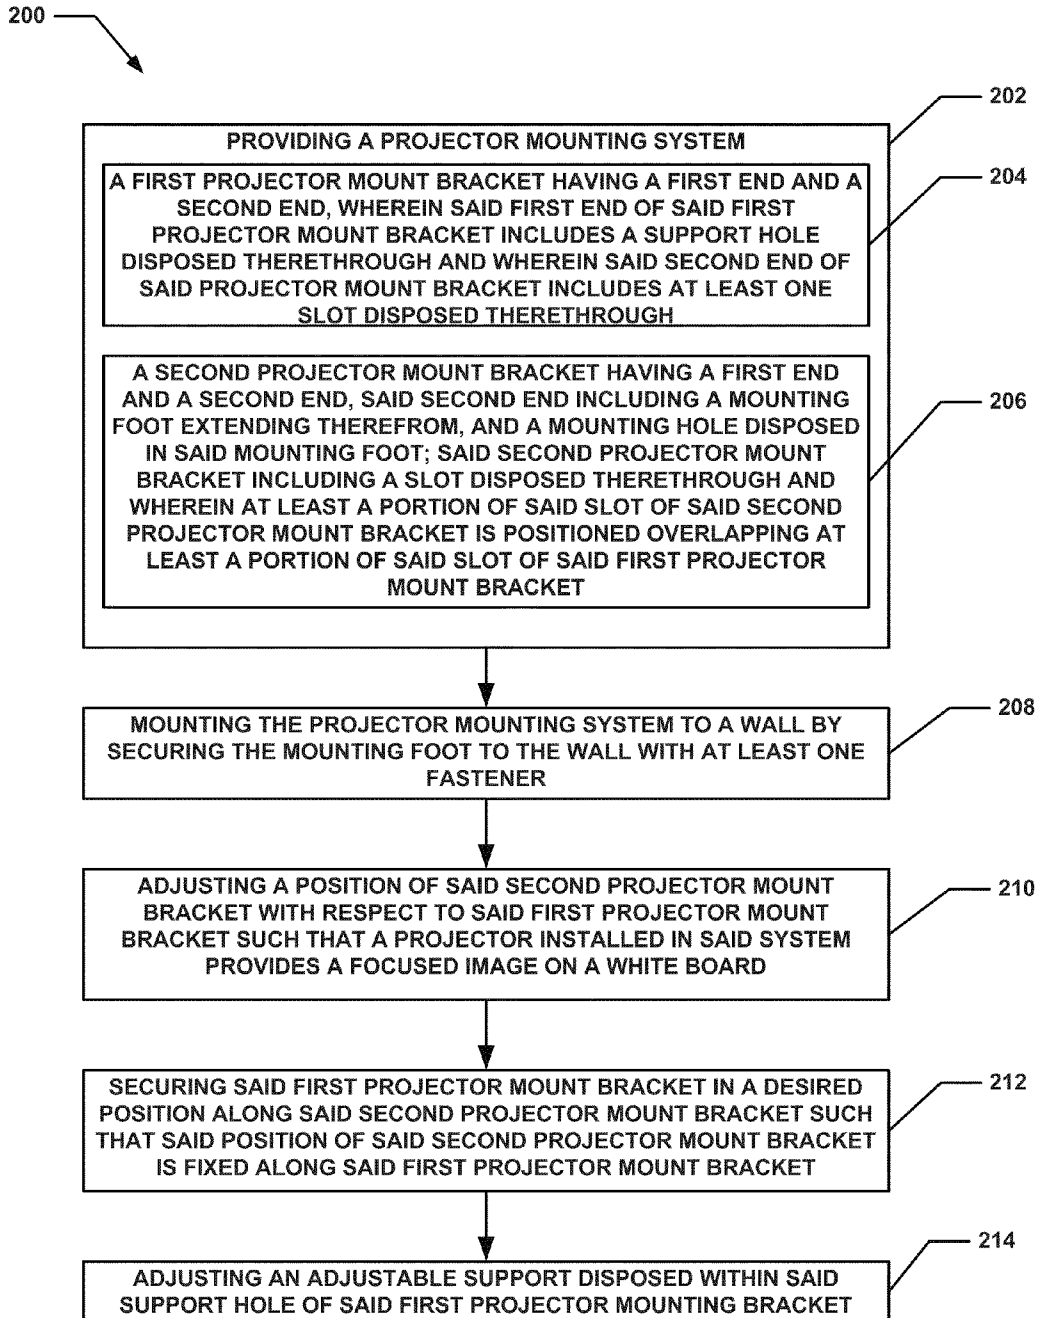 200
202
PROVIDING A PROJECTOR MOUNTING SYSTEM
204
A FIRST PROJECTOR MOUNT BRACKET HAVING A FIRST END AND A
SECOND END, WHEREIN SAID FIRST END OF SAID FIRST
PROJECTOR MOUNT BRACKET INCLUDES A SUPPORT HOLE
DISPOSED THERETHROUGH AND WHEREIN SAID SECOND END OF
SAID PROJECTOR MOUNT BRACKET INCLUDES AT LEAST ONE
SLOT DISPOSED THERETHROUGH
206
A SECOND PROJECTOR MOUNT BRACKET HAVING A FIRST END
AND A SECOND END, SAID SECOND END INCLUDING A MOUNTING
FOOT EXTENDING THEREFROM, AND A MOUNTING HOLE DISPOSED
IN SAID MOUNTING FOOT; SAID SECOND PROJECTOR MOUNT
BRACKET INCLUDING A SLOT DISPOSED THERETHROUGH AND
WHEREIN AT LEAST A PORTION OF SAID SLOT OF SAID SECOND
PROJECTOR MOUNT BRACKET IS POSITIONED OVERLAPPING AT
LEAST A PORTION OF SAID SLOT OF SAID FIRST PROJECTOR
MOUNT BRACKET
208
MOUNTING THE PROJECTOR MOUNTING SYSTEM TO A WALL BY
SECURING THE MOUNTING FOOT TO THE WALL WITH AT LEAST ONE
FASTENER
210
ADJUSTING A POSITION OF SAID SECOND PROJECTOR MOUNT
BRACKET WITH RESPECT TO SAID FIRST PROJECTOR MOUNT
BRACKET SUCH THAT A PROJECTOR INSTALLED IN SAID SYSTEM
PROVIDES A FOCUSED IMAGE ON A WHITE BOARD
212
SECURING SAID FIRST PROJECTOR MOUNT BRACKET IN A DESIRED
POSITION ALONG SAID SECOND PROJECTOR MOUNT BRACKET SUCH
THAT SAID POSITION OF SAID SECOND PROJECTOR MOUNT BRACKET
IS FIXED ALONG SAID FIRST PROJECTOR MOUNT BRACKET
214
ADJUSTING AN ADJUSTABLE SUPPORT DISPOSED WITHIN SAID
SUPPORT HOLE OF SAID FIRST PROJECTOR MOUNTING BRACKET